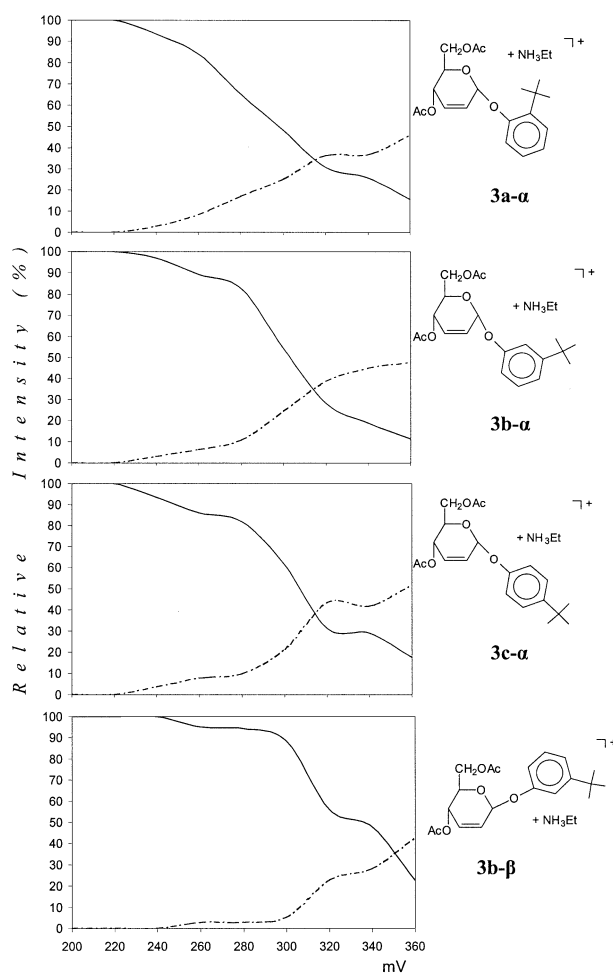 Relative Intensity (%)
100
90
80
70
60
50
40
30
20
10
0
CH2OAc
+ NH3Et
+
O
AcO
O
3a-α
100
90
80
70
60
50
40
30
20
10
0
CH2OAc
+ NH3Et
+
O
AcO
O
3b-α
100
90
80
70
60
50
40
30
20
10
0
CH2OAc
+ NH3Et
+
O
AcO
O
3c-α
100
90
80
70
60
50
40
30
20
10
0
CH2OAc
+
O
O
AcO
+ NH3Et
3b-β
200 220 240 260 280 300 320 340 360
mV